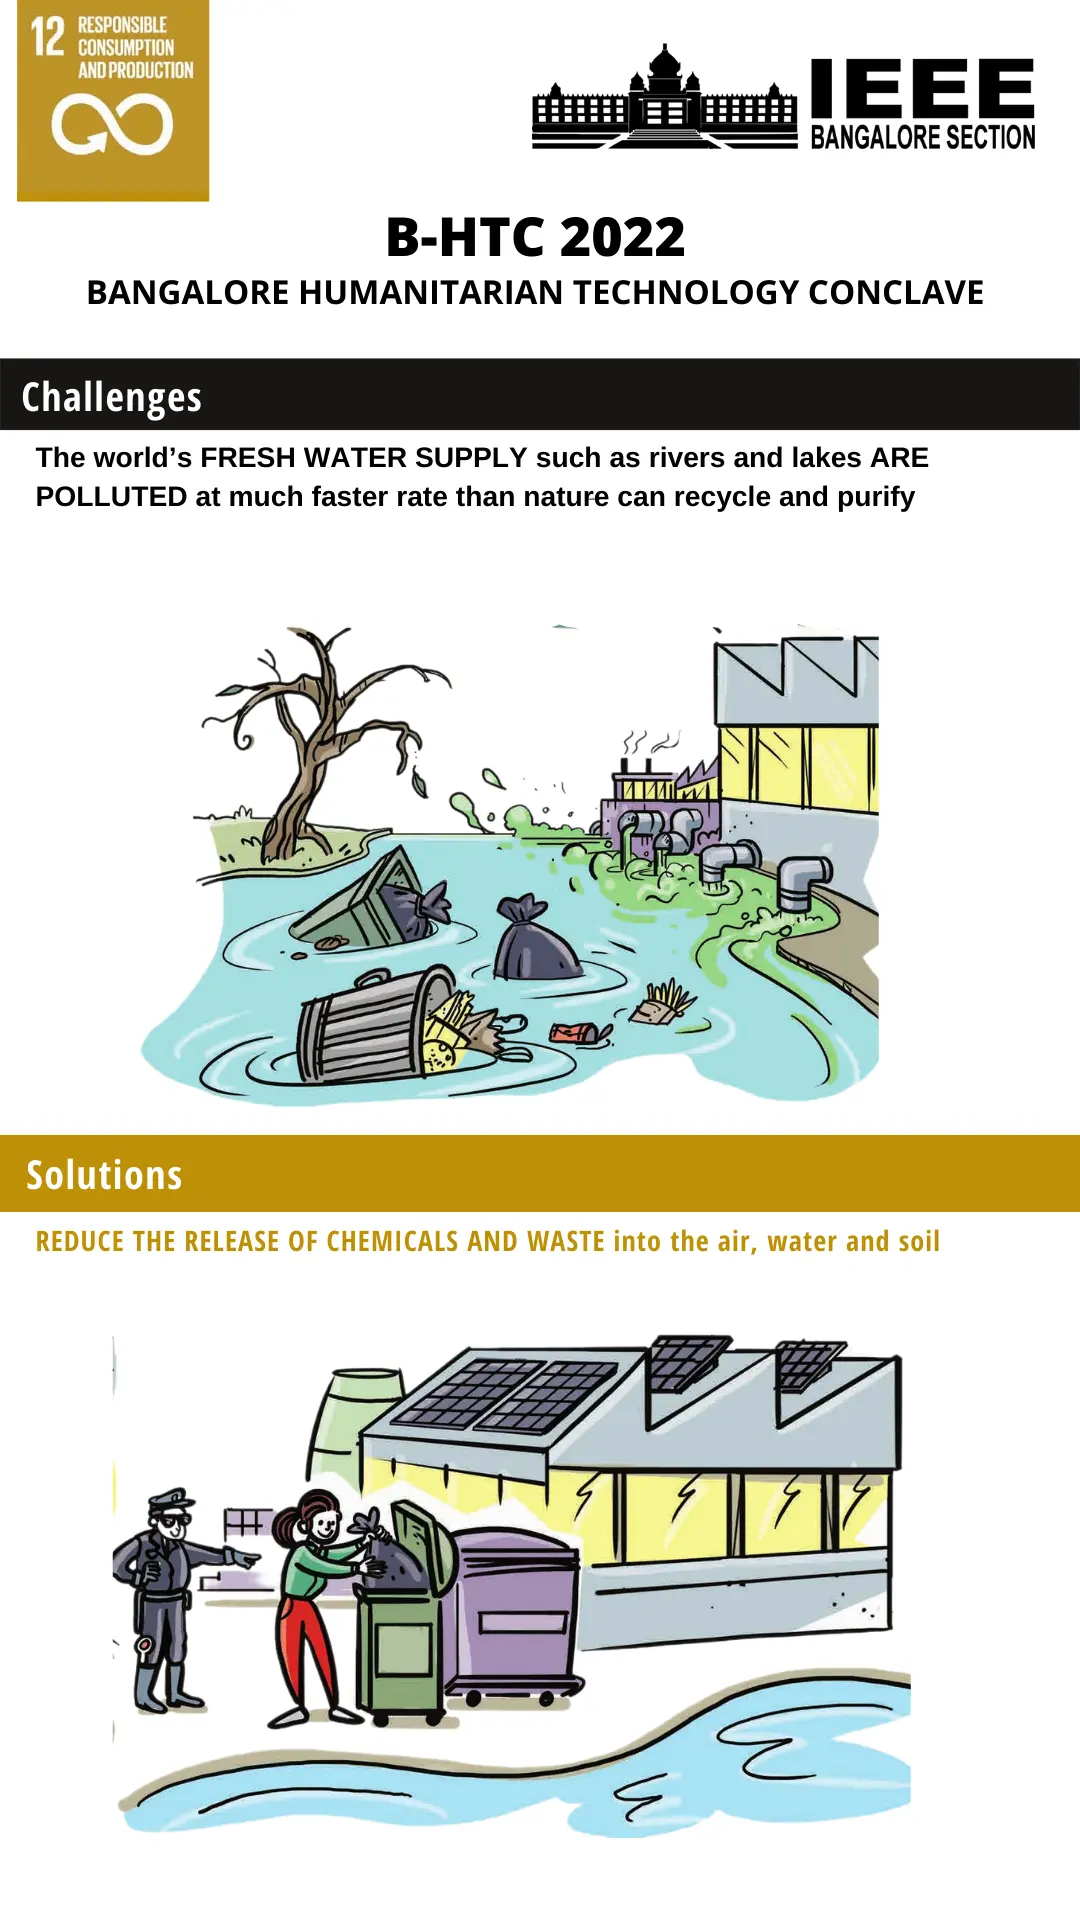 12 RESPONSIBLE
CONSUMPTION
AND PRODUCTION
IEEE
BANGALORE SECTION
B-HTC 2022
BANGALORE HUMANITARIAN TECHNOLOGY CONCLAVE
Challenges
The world’s FRESH WATER SUPPLY such as rivers and lakes ARE
POLLUTED at much faster rate than nature can recycle and purify
Solutions
REDUCE THE RELEASE OF CHEMICALS AND WASTE into the air, water and soil